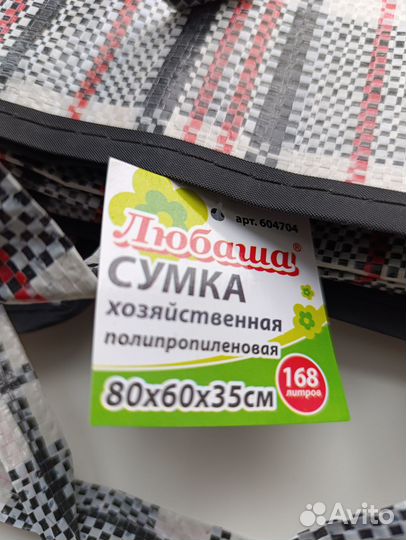 арт. 604704
Любаша®
СУМКА
хозяйственная
полипропиленовая
80х60х35см
168
литров
Avito